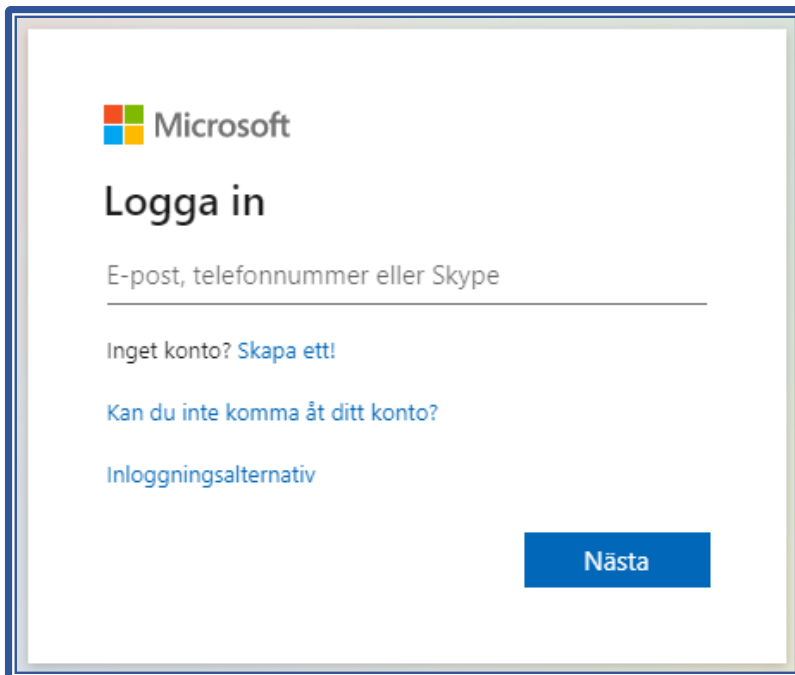 Microsoft
Logga in
E-post, telefonnummer eller Skype
Inget konto? Skapa ett!
Kan du inte komma åt ditt konto?
Inloggningsalternativ
Nästa